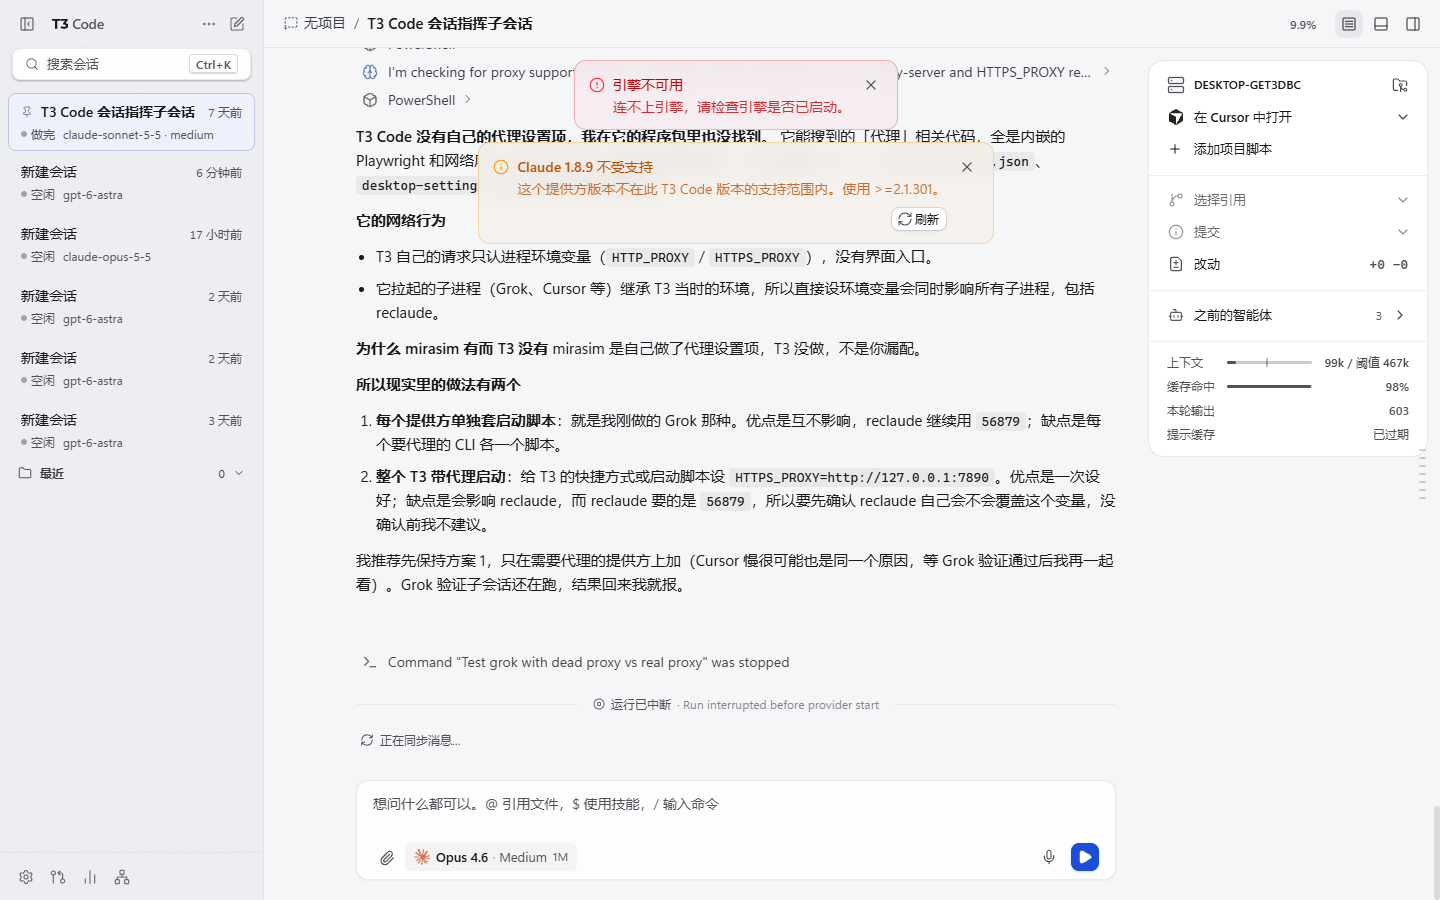 T3 Code
搜索会话
Ctrl+K
T3 Code 会话指挥子会话
7 天前
做完 claude-sonnet-5-5 · medium
新建会话
6 分钟前
空闲 gpt-6-astra
新建会话
17 小时前
空闲 claude-opus-5-5
新建会话
2 天前
空闲 gpt-6-astra
新建会话
2 天前
空闲 gpt-6-astra
新建会话
3 天前
空闲 gpt-6-astra
最近
0
无项目 / T3 Code 会话指挥子会话
9.9%
I'm checking for proxy suppor
y-server and HTTPS_PROXY re...
PowerShell
引擎不可用
连不上引擎，请检查引擎是否已启动。
T3 Code 没有自己的代理设置项，我在它的程序包里也没找到。 它能搜到的「代理」相关代码，全是内嵌的
Playwright 和网络
.json 、
desktop-setting
Claude 1.8.9 不受支持
这个提供方版本不在此 T3 Code 版本的支持范围内。使用 >=2.1.301。
刷新
它的网络行为
• T3 自己的请求只认进程环境变量（ HTTP_PROXY / HTTPS_PROXY ），没有界面入口。
• 它拉起的子进程（Grok、Cursor 等）继承 T3 当时的环境，所以直接设环境变量会同时影响所有子进程，包括
reclaude。
为什么 mirasim 有而 T3 没有 mirasim 是自己做了代理设置项，T3 没做，不是你漏配。
所以现实里的做法有两个
1. 每个提供方单独套启动脚本：就是我刚做的 Grok 那种。优点是互不影响，reclaude 继续用 56879 ；缺点是每
个要代理的 CLI 各一个脚本。
2. 整个 T3 带代理启动：给 T3 的快捷方式或启动脚本设 HTTPS_PROXY=http://127.0.0.1:7890 。优点是一次设
好；缺点是会影响 reclaude，而 reclaude 要的是 56879 ，所以要先确认 reclaude 自己会不会覆盖这个变量，没
确认前我不建议。
我推荐先保持方案 1，只在需要代理的提供方上加（Cursor 慢很可能也是同一个原因，等 Grok 验证通过后我再一起
看）。Grok 验证子会话还在跑，结果回来我就报。
Command "Test grok with dead proxy vs real proxy" was stopped
运行已中断 · Run interrupted before provider start
正在同步消息...
想问什么都可以。@ 引用文件，$ 使用技能，/ 输入命令
Opus 4.6 · Medium 1M
DESKTOP-GET3DBC
在 Cursor 中打开
添加项目脚本
选择引用
提交
改动
+0 −0
之前的智能体
3
上下文
99k / 阈值 467k
缓存命中
98%
本轮输出
603
提示缓存
已过期